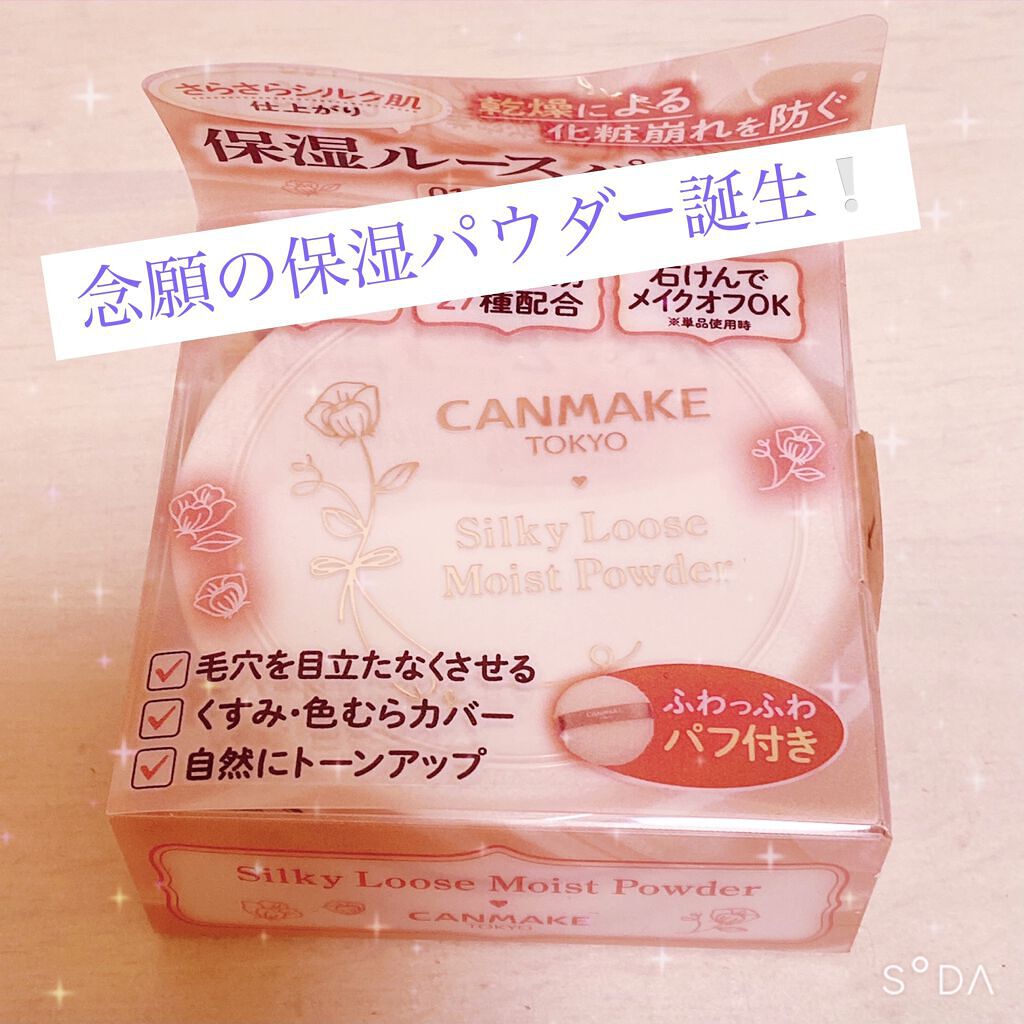 さらさらシルク肌
仕上がり
乾燥による
化粧崩れを防ぐ
保湿ルース
01
念願の保湿パウダー誕生❕
27種配合
石けんで
メイクオフOK
※単品使用時
CANMAKE
TOKYO
Silky Loose
Moist Powder
毛穴を目立たなくさせる
くすみ・色むらカバー
自然にトーンアップ
ふわっふわ
パフ付き
Silky Loose Moist Powder
CANMAKE
TOKYO
SODA